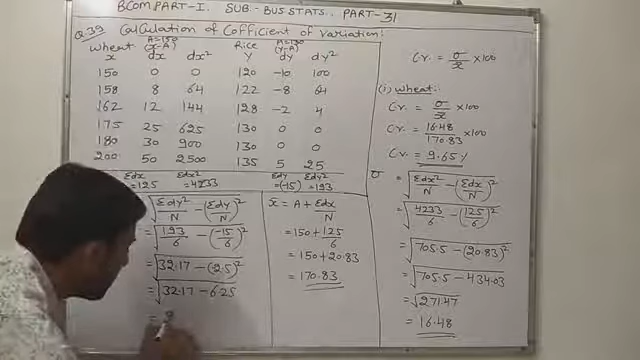 BCOM. PART-I. SUB:- BUS. STATS. PART-31
Q.39 Calculation of Cofficient of Variation:
Wheat A=150 Rice A=130
x (x-A) dx dx² Y (Y-A) dy dy²
150 0 0 120 -10 100
158 8 64 122 -8 64
162 12 144 128 -2 4
175 25 625 130 0 0
180 30 900 130 0 0
200 50 2500 135 5 25
Σdx =125 Σdx² =4233 Σdy =(-15) Σdy² =193
√Σdy²/N - (Σdy/N)²
= √193/6 - (-15/6)²
= √32.17 - (-2.5)²
= √32.17 - 6.25
=
x̄ = A + Σdx/N
= 150 + 125/6
= 150 + 20.83
= 170.83
C.V. = σ/x̄ × 100
(i) Wheat:
C.V. = σ/x̄ × 100
C.V. = 16.48/170.83 × 100
C.V. = 9.65%
σ = √Σdx²/N - (Σdx/N)²
= √4233/6 - (125/6)²
= √705.5 - (20.83)²
= √705.5 - 434.03
= √271.47
= 16.48